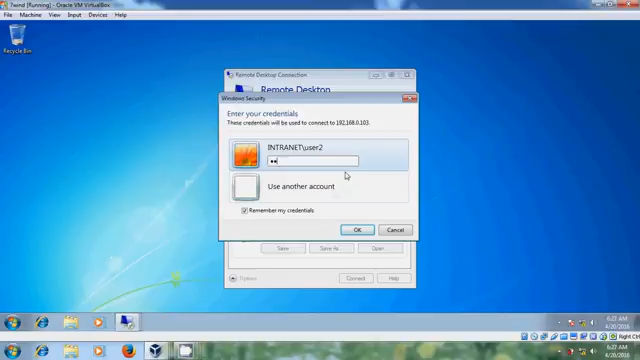 7wind [Running] - Oracle VM VirtualBox
File Machine View Input Devices Help
Recycle Bin
Remote Desktop Connection
Remote Desktop
Windows Security
Enter your credentials
These credentials will be used to connect to 192.168.0.103.
INTRANET\user2
Use another account
Remember my credentials
OK Cancel
Save Save As Open...
Options Connect Help
6:27 AM
4/20/2016
Right Ctrl
6:27 AM
4/20/2016